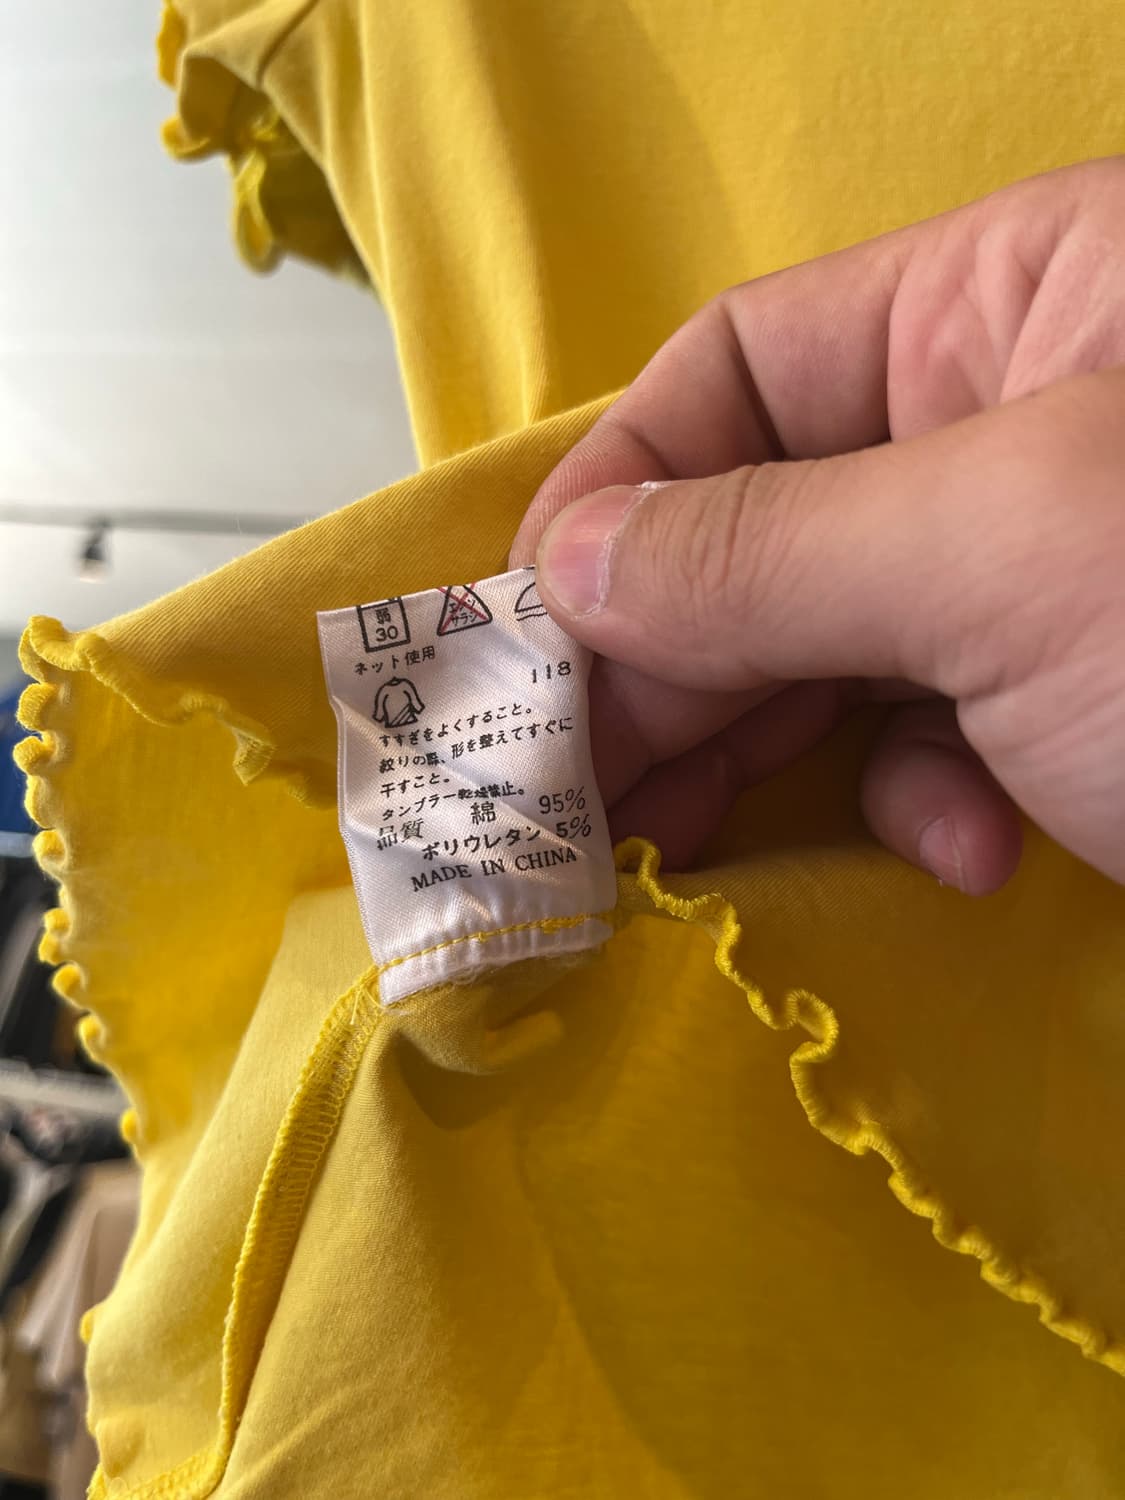 弱
30
エンソ
サラシ
ネット使用
118
すすぎをよくすること。
絞りの際、形を整えてすぐに
干すこと。
タンブラー乾燥禁止。
品質 綿 95%
ポリウレタン 5%
MADE IN CHINA